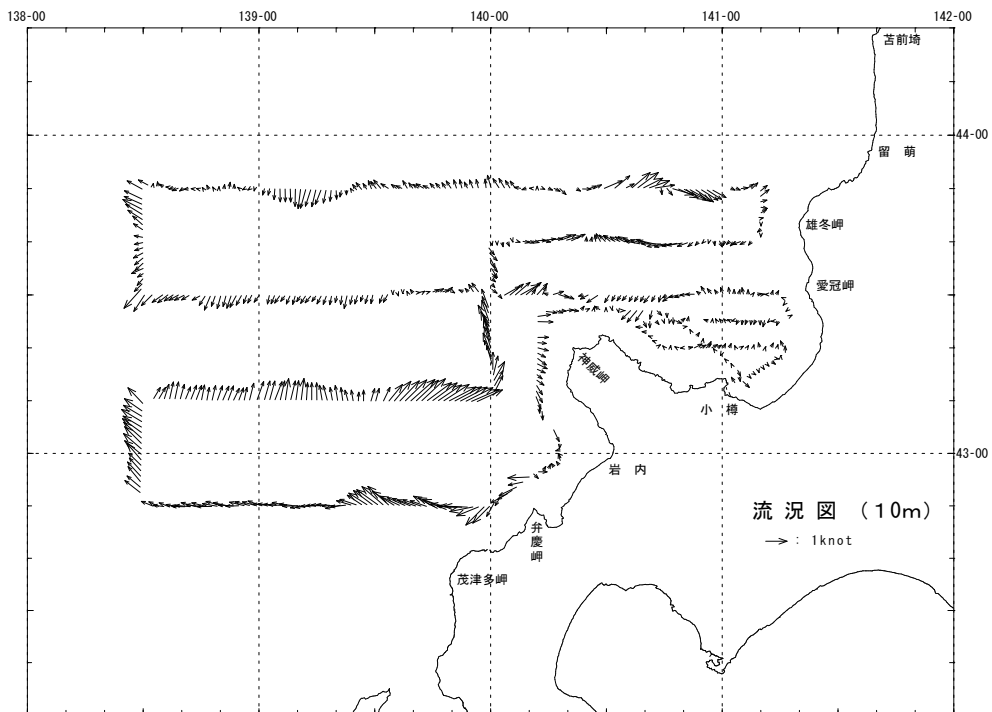 138-00 139-00 140-00 141-00 142-00
苫前埼
44-00
留 萌
雄冬岬
愛冠岬
神威岬
小 樽
43-00
岩 内
流 況 図 (10m)
: 1knot
弁慶岬
茂津多岬